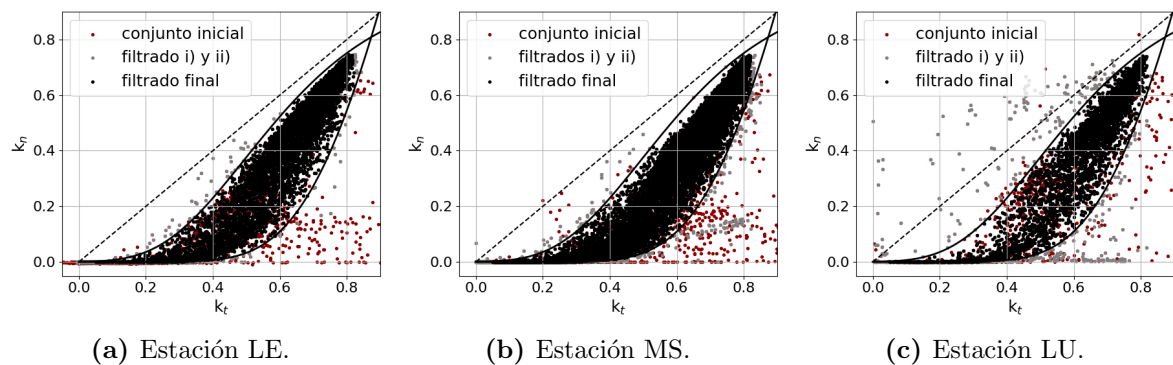 conjunto inicial
filtrado i) y ii)
filtrado final
0.8
0.6
0.4
0.2
0.0
k_n
0.0 0.2 0.4 0.6 0.8
k_t
(a) Estación LE.
conjunto inicial
filtrados i) y ii)
filtrado final
0.8
0.6
0.4
0.2
0.0
k_n
0.0 0.2 0.4 0.6 0.8
k_t
(b) Estación MS.
conjunto inicial
filtrado i) y ii)
filtrado final
0.8
0.6
0.4
0.2
0.0
k_n
0.0 0.2 0.4 0.6 0.8
k_t
(c) Estación LU.